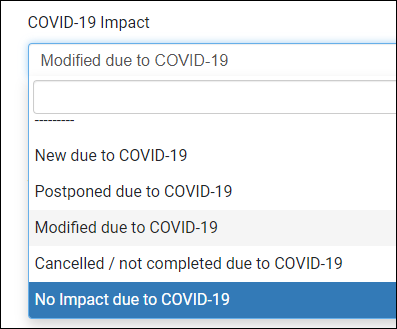 COVID-19 Impact
Modified due to COVID-19
---------
New due to COVID-19
Postponed due to COVID-19
Modified due to COVID-19
Cancelled / not completed due to COVID-19
No Impact due to COVID-19